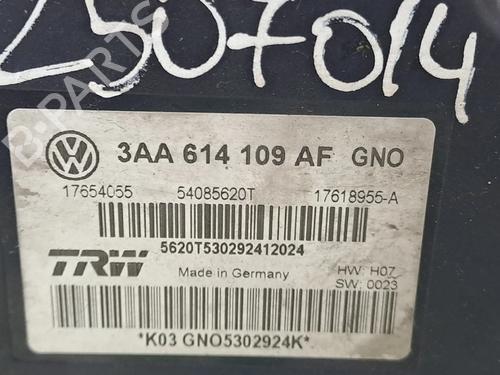 2507014
B-PARTS
3AA 614 109 AF GNO
17654055 54085620T 17618955-A
5620T530292412024
TRW
Made in Germany
HW: H07
SW: 0023
*K03 GNO5302924K*